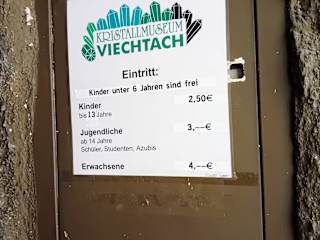 KRISTALLMUSEUM
VIECHTACH
Eintritt:
Kinder unter 6 Jahren sind frei
Kinder 2,50€
bis 13 Jahre
Jugendliche 3,—€
ab 14 Jahre
Schüler, Studenten, Azubis
Erwachsene 4,—€